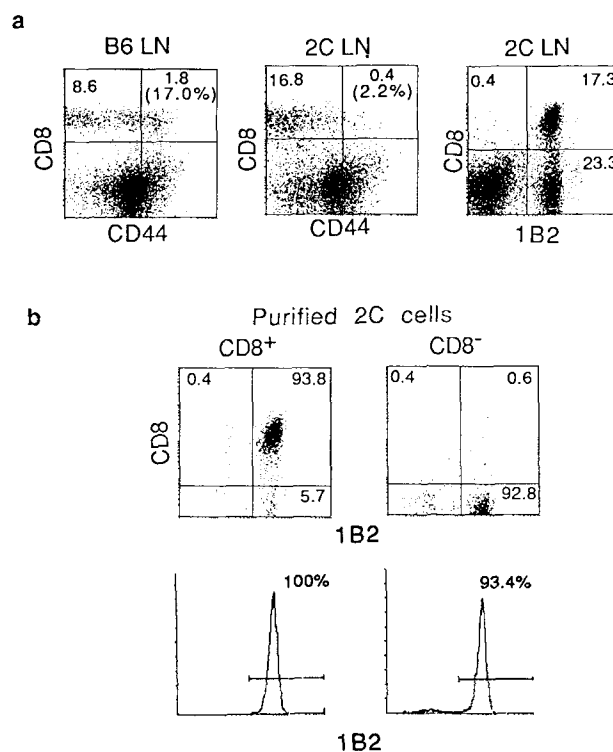 a
B6 LN 2C LN 2C LN
8.6 1.8 (17.0%) 16.8 0.4 (2.2%) 0.4 17.3
23.3
CD8 CD8 CD8
CD44 CD44 1B2
b
Purified 2C cells
CD8+ CD8-
0.4 93.8 0.4 0.6
CD8
5.7 92.8
1B2
100% 93.4%
1B2